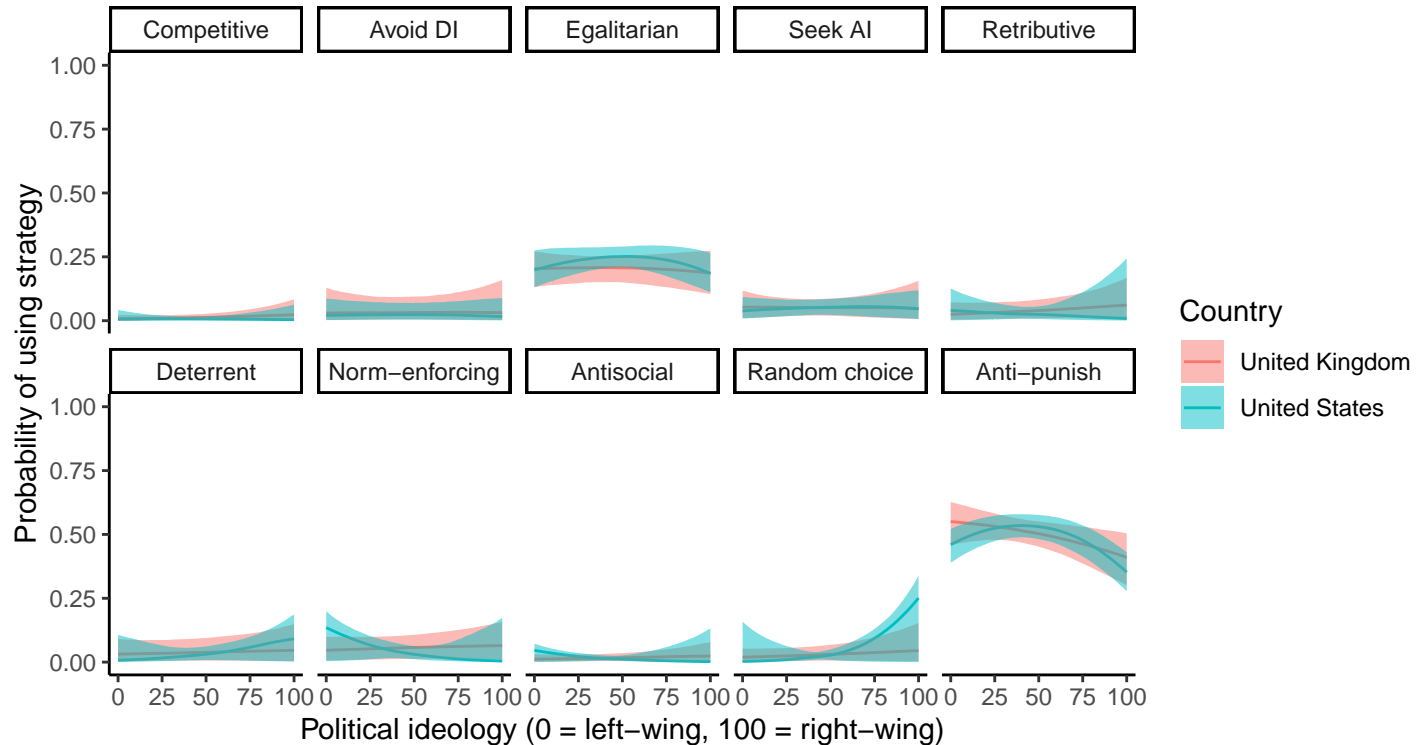 Competitive Avoid DI Egalitarian Seek AI Retributive
1.00
0.75
0.50
0.25
0.00
Deterrent Norm−enforcing Antisocial Random choice Anti−punish
1.00
0.75
0.50
0.25
0.00
0 25 50 75 100 0 25 50 75 100 0 25 50 75 100 0 25 50 75 100 0 25 50 75 100
Political ideology (0 = left−wing, 100 = right−wing)
Probability of using strategy
Country
United Kingdom
United States